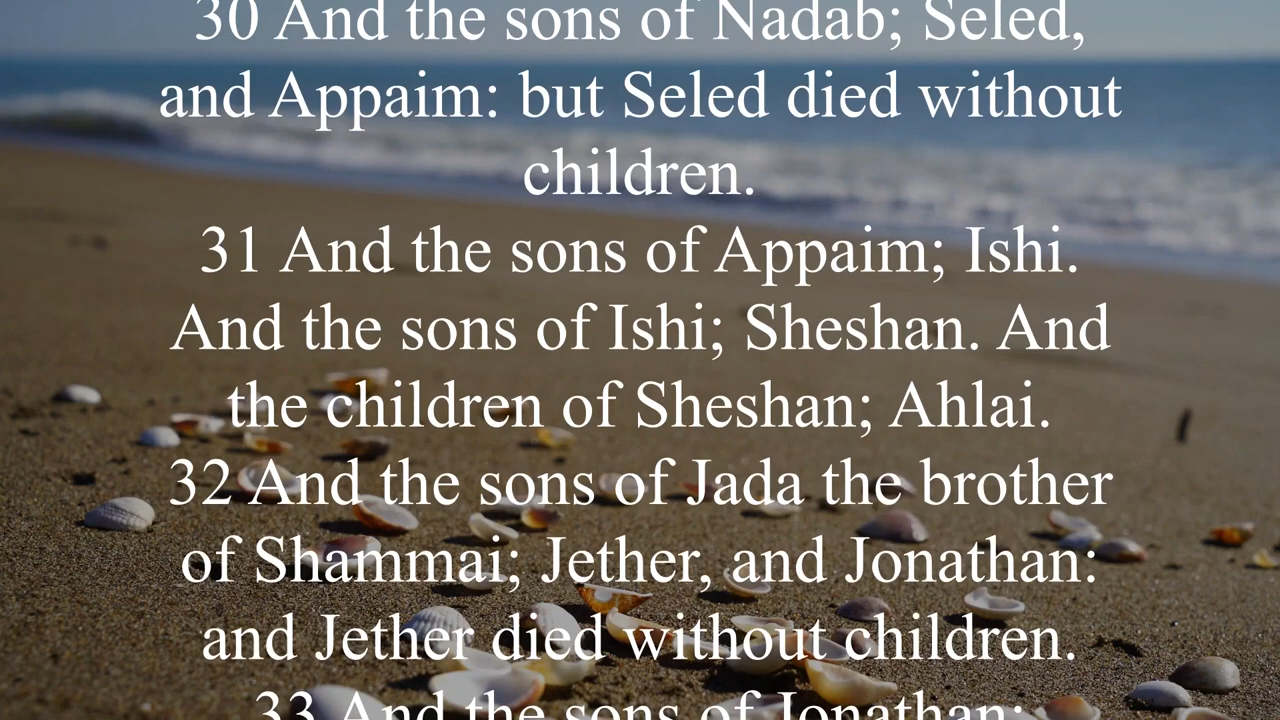 30 And the sons of Nadab; Seled,
and Appaim: but Seled died without
children.
31 And the sons of Appaim; Ishi.
And the sons of Ishi; Sheshan. And
the children of Sheshan; Ahlai.
32 And the sons of Jada the brother
of Shammai; Jether, and Jonathan:
and Jether died without children.
33 And the sons of Jonathan;